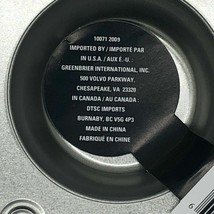 10071 2009
IMPORTED BY / IMPORTÉ PAR
IN U.S.A. / AUX É.-U. :
GREENBRIER INTERNATIONAL, INC.
500 VOLVO PARKWAY,
CHESAPEAKE, VA 23320
IN CANADA / AU CANADA
DTSC IMPORTS
BURNABY, BC V5G 4P3
MADE IN CHINA
FABRIQUÉ EN CHINE